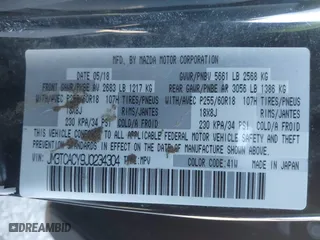 MFD. BY MAZDA MOTOR CORPORATION
DATE 05/18 GVWR/PNBV 5661 LB 2568 KG
FRONT GAWR/PNBE AV 2683 LB 1217 KG REAR GAWR/PNBE AR 3056 LB 1386 KG
WITH/AVEC P255/60R18 107H TIRES/PNEUS WITH/AVEC P255/60R18 107H TIRES/PNEUS
18X8J RIMS/JANTES 18X8J RIMS/JANTES
230 KPA/34 PSI COLD/A FROID 230 KPA/34 PSI COLD/A FROID
THIS VEHICLE CONFORMS TO ALL APPLICABLE FEDERAL MOTOR VEHICLE SAFETY, BUMPER,
AND THEFT PREVENTION STANDARDS IN EFFECT ON THE DATE OF MANUFACTURE SHOWN
ABOVE.
JM3TCACY9J0234304 TYPE: MPV
COLOR: 41W MADE IN JAPAN
© COPART DIRECT